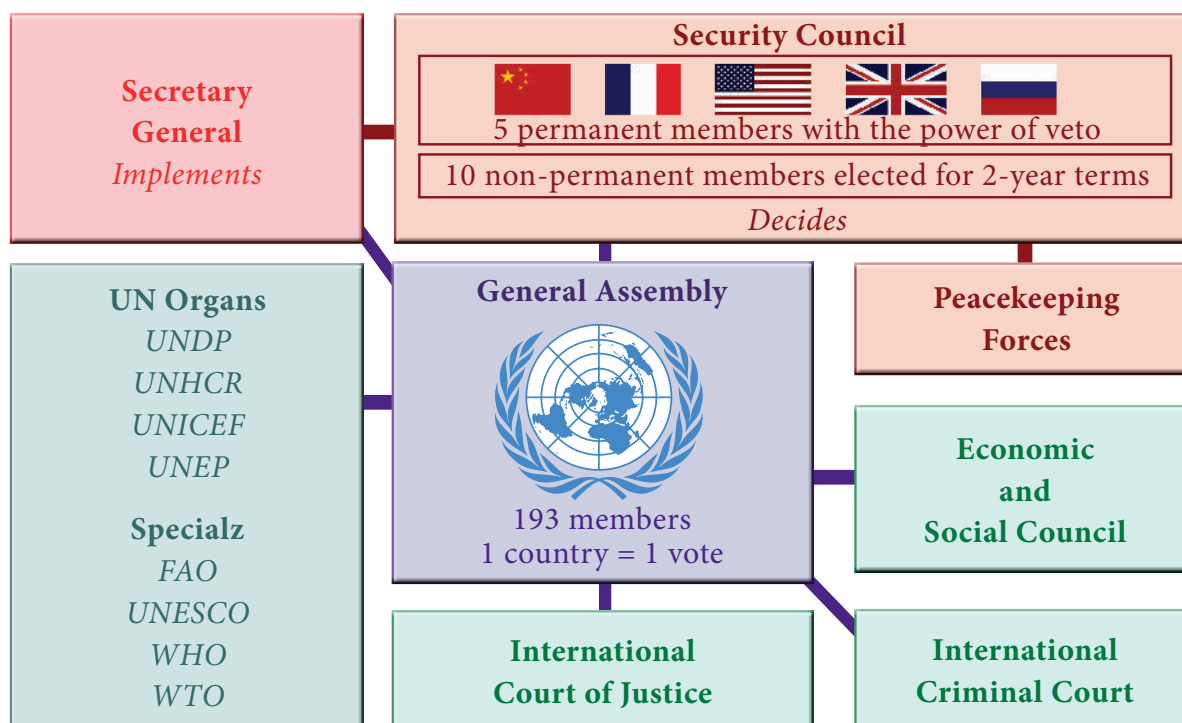 Secretary
General
Implements
Security Council
5 permanent members with the power of veto
10 non-permanent members elected for 2-year terms
Decides
UN Organs
UNDP
UNHCR
UNICEF
UNEP
Specialz
FAO
UNESCO
WHO
WTO
General Assembly
193 members
1 country = 1 vote
Peacekeeping
Forces
Economic
and
Social Council
International
Court of Justice
International
Criminal Court